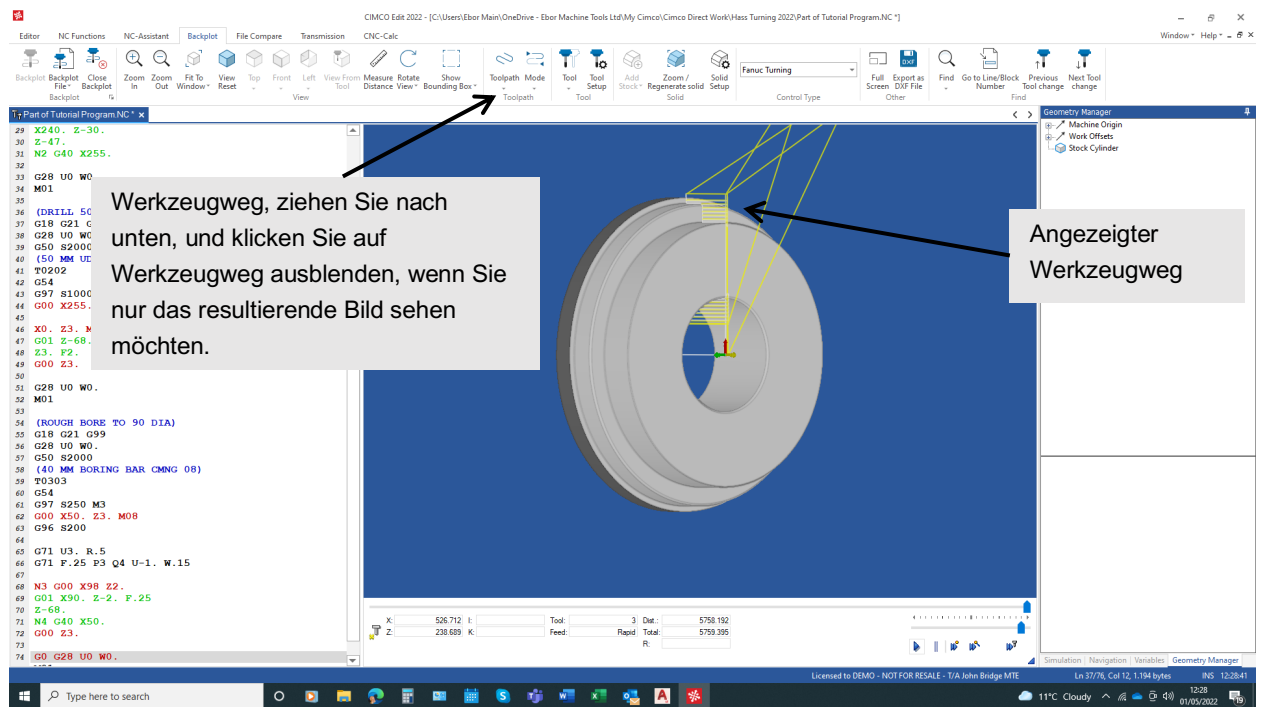 CIMCO Edit 2022 - [C:\Users\Ebor Main\OneDrive - Ebor Machine Tools Ltd\My Cimco\Cimco Direct Work\Hass Turning 2022\Part of Tutorial Program.NC *]
Editor NC Functions NC-Assistant Backplot File Compare Transmission CNC-Calc Window Help
Backplot Backplot File Close Backplot Zoom In Zoom Out Fit To Window View Reset Top Front Left View From Tool Measure Distance Rotate View Show Bounding Box Toolpath Mode Tool Tool Setup Add Stock Zoom / Regenerate solid Solid Setup Fanuc Turning Full Screen Export as DXF File Find Go to Line/Block Number Previous Tool change Next Tool change
Backplot View Toolpath Tool Solid Control Type Other Find
Part of Tutorial Program.NC * x
Geometry Manager
Machine Origin
Work Offsets
Stock Cylinder
29 X240. Z-30.
30 Z-47.
31 N2 G40 X255.
32
33 G28 U0 W0.
34 M01
35
36 (DRILL 50
37 G18 G21 G
38 G28 U0 W0
39 G50 S2000
40 (50 MM UD
41 T0202
42 G54
43 G97 S1000
44 G00 X255.
45
46 X0. Z3. M
47 G01 Z-68.
48 Z3. F2.
49 G00 Z3.
50
51 G28 U0 W0.
52 M01
53
54 (ROUGH BORE TO 90 DIA)
55 G18 G21 G99
56 G28 U0 W0.
57 G50 S2000
58 (40 MM BORING BAR CMNG 08)
59 T0303
60 G54
61 G97 S250 M3
62 G00 X50. Z3. M08
63 G96 S200
64
65 G71 U3. R.5
66 G71 F.25 P3 Q4 U-1. W.15
67
68 N3 G00 X98 Z2.
69 G01 X90. Z-2. F.25
70 Z-68.
71 N4 G40 X50.
72 G00 Z3.
73
74 G0 G28 U0 W0.
Werkzeugweg, ziehen Sie nach
unten, und klicken Sie auf
Werkzeugweg ausblenden, wenn Sie
nur das resultierende Bild sehen
möchten.
Angezeigter
Werkzeugweg
X: 526.712 I: Tool: 3 Dist.: 5758.192
Z: 238.689 K: Feed: Rapid Total: 5759.395
R:
Simulation Navigation Variables Geometry Manager
Licensed to DEMO - NOT FOR RESALE - T/A John Bridge MTE Ln 37/76, Col 12, 1.194 bytes INS 12:28:41
Type here to search 11°C Cloudy 12:28
01/05/2022 19